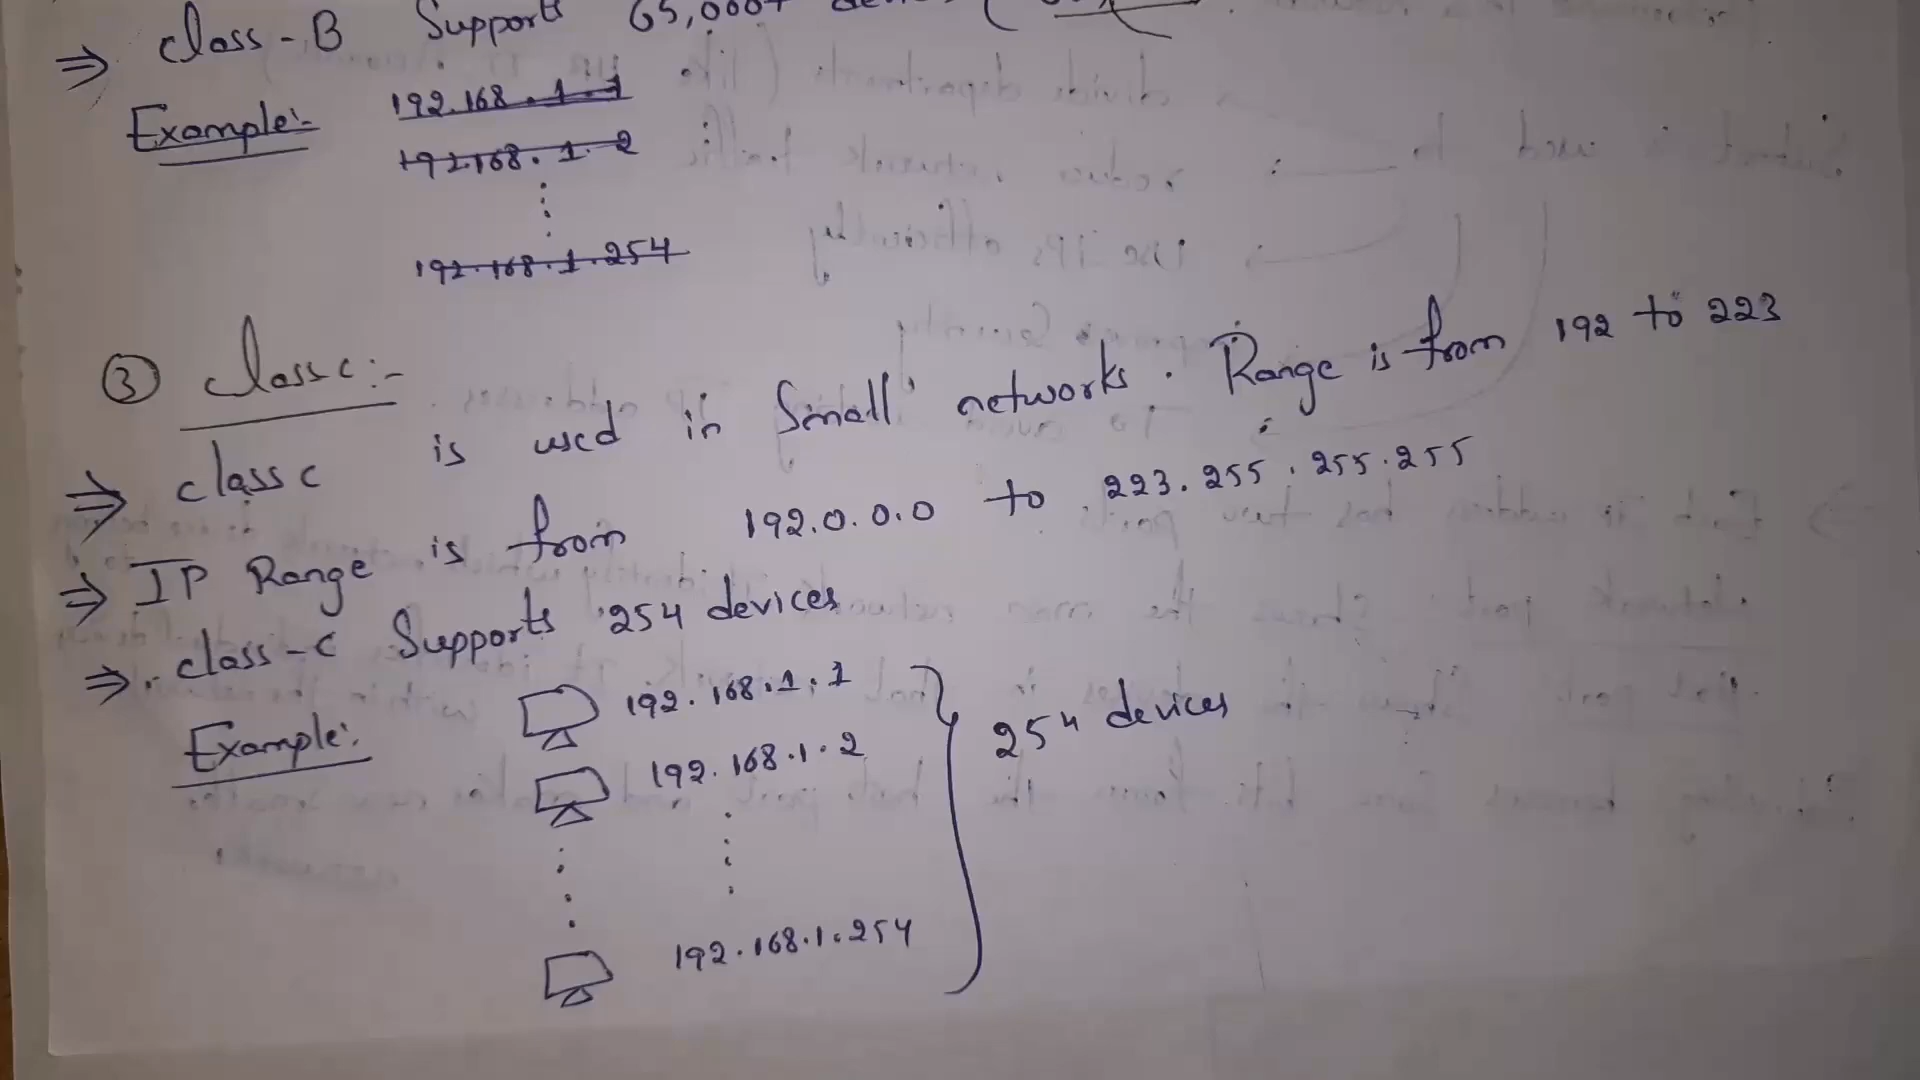 ⇒ class-B Supports 65,000+
Example:- 192.168.1.1
192.168.1.2
192.168.1.254
③ Class c:-
⇒ class c is used in Small networks. Range is from 192 to 223
⇒ IP Range is from 192.0.0.0 to 223.255.255.255
⇒ class-c Supports 254 devices
Example:- 192.168.1.1
192.168.1.2
254 devices
192.168.1.254